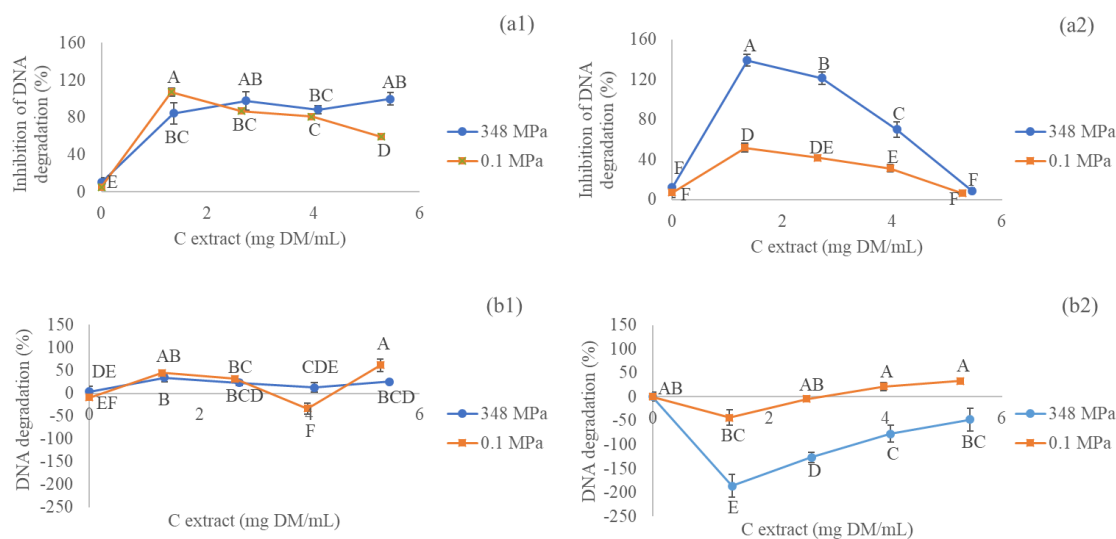 (a1)
160
120
80
40
0
0
2
4
6
Inhibition of DNA
degradation (%)
C extract (mg DM/mL)
A
AB
BC
AB
BC
BC
C
D
E
348 MPa
0.1 MPa
(a2)
160
120
80
40
0
0
2
4
6
Inhibition of DNA
degradation (%)
C extract (mg DM/mL)
A
B
C
F
F
D
DE
E
F
F
348 MPa
0.1 MPa
(b1)
150
100
50
0
-50
-100
-150
-200
-250
0
2
4
6
DNA degradation (%)
C extract (mg DM/mL)
DE
AB
BC
CDE
A
EF
B
BCD
F
BCD
348 MPa
0.1 MPa
(b2)
150
100
50
0
-50
-100
-150
-200
-250
0
2
4
6
DNA degradation (%)
C extract (mg DM/mL)
AB
AB
A
A
BC
BC
C
D
E
348 MPa
0.1 MPa